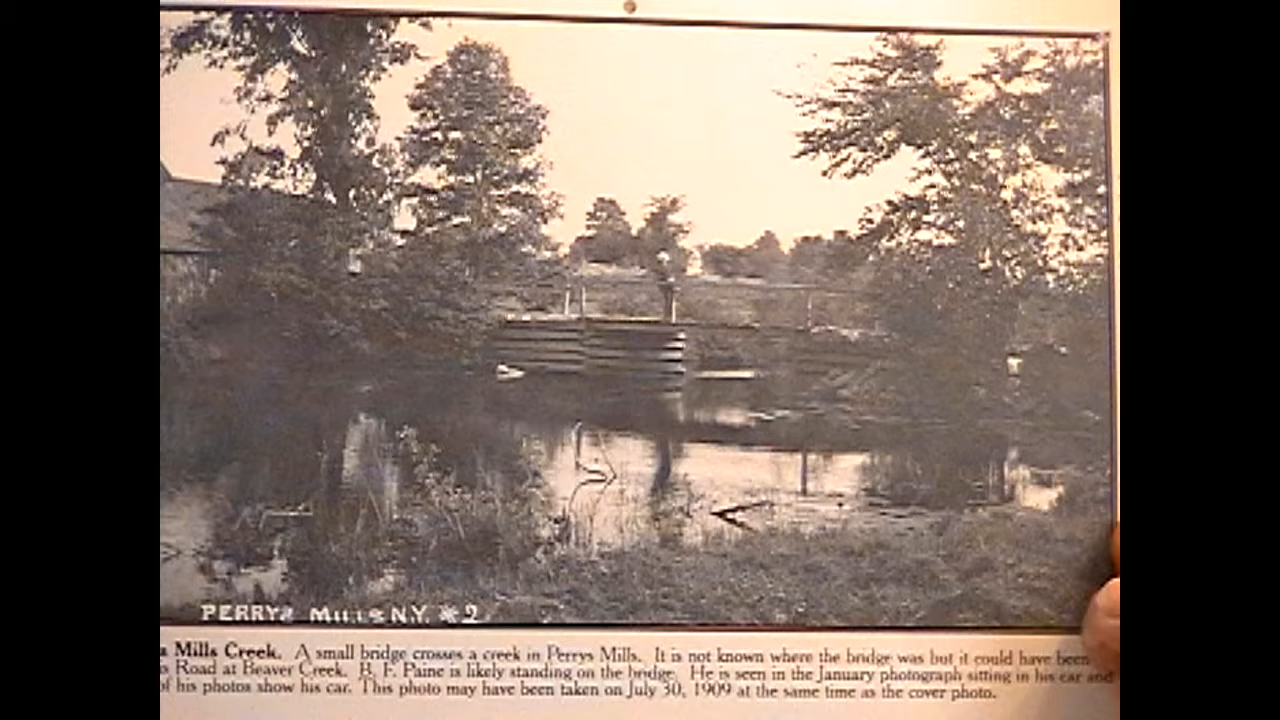 PERRYS MILLS N.Y. #2
Mills Creek. A small bridge crosses a creek in Perrys Mills. It is not known where the bridge was but it could have been
Road at Beaver Creek. B. F. Paine is likely standing on the bridge. He is seen in the January photograph sitting in his car and
of his photos show his car. This photo may have been taken on July 30, 1909 at the same time as the cover photo.